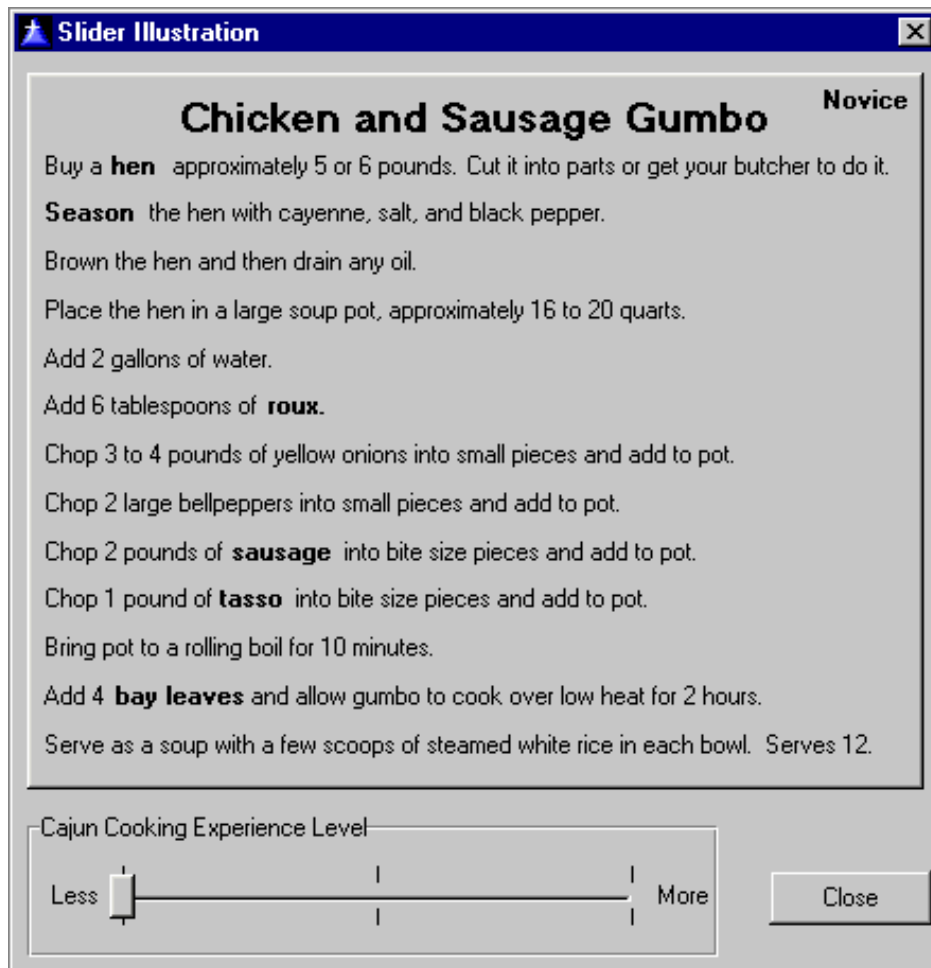 Slider Illustration
Novice
Chicken and Sausage Gumbo
Buy a hen approximately 5 or 6 pounds. Cut it into parts or get your butcher to do it.
Season the hen with cayenne, salt, and black pepper.
Brown the hen and then drain any oil.
Place the hen in a large soup pot, approximately 16 to 20 quarts.
Add 2 gallons of water.
Add 6 tablespoons of roux.
Chop 3 to 4 pounds of yellow onions into small pieces and add to pot.
Chop 2 large bellpeppers into small pieces and add to pot.
Chop 2 pounds of sausage into bite size pieces and add to pot.
Chop 1 pound of tasso into bite size pieces and add to pot.
Bring pot to a rolling boil for 10 minutes.
Add 4 bay leaves and allow gumbo to cook over low heat for 2 hours.
Serve as a soup with a few scoops of steamed white rice in each bowl. Serves 12.
Cajun Cooking Experience Level
Less More Close